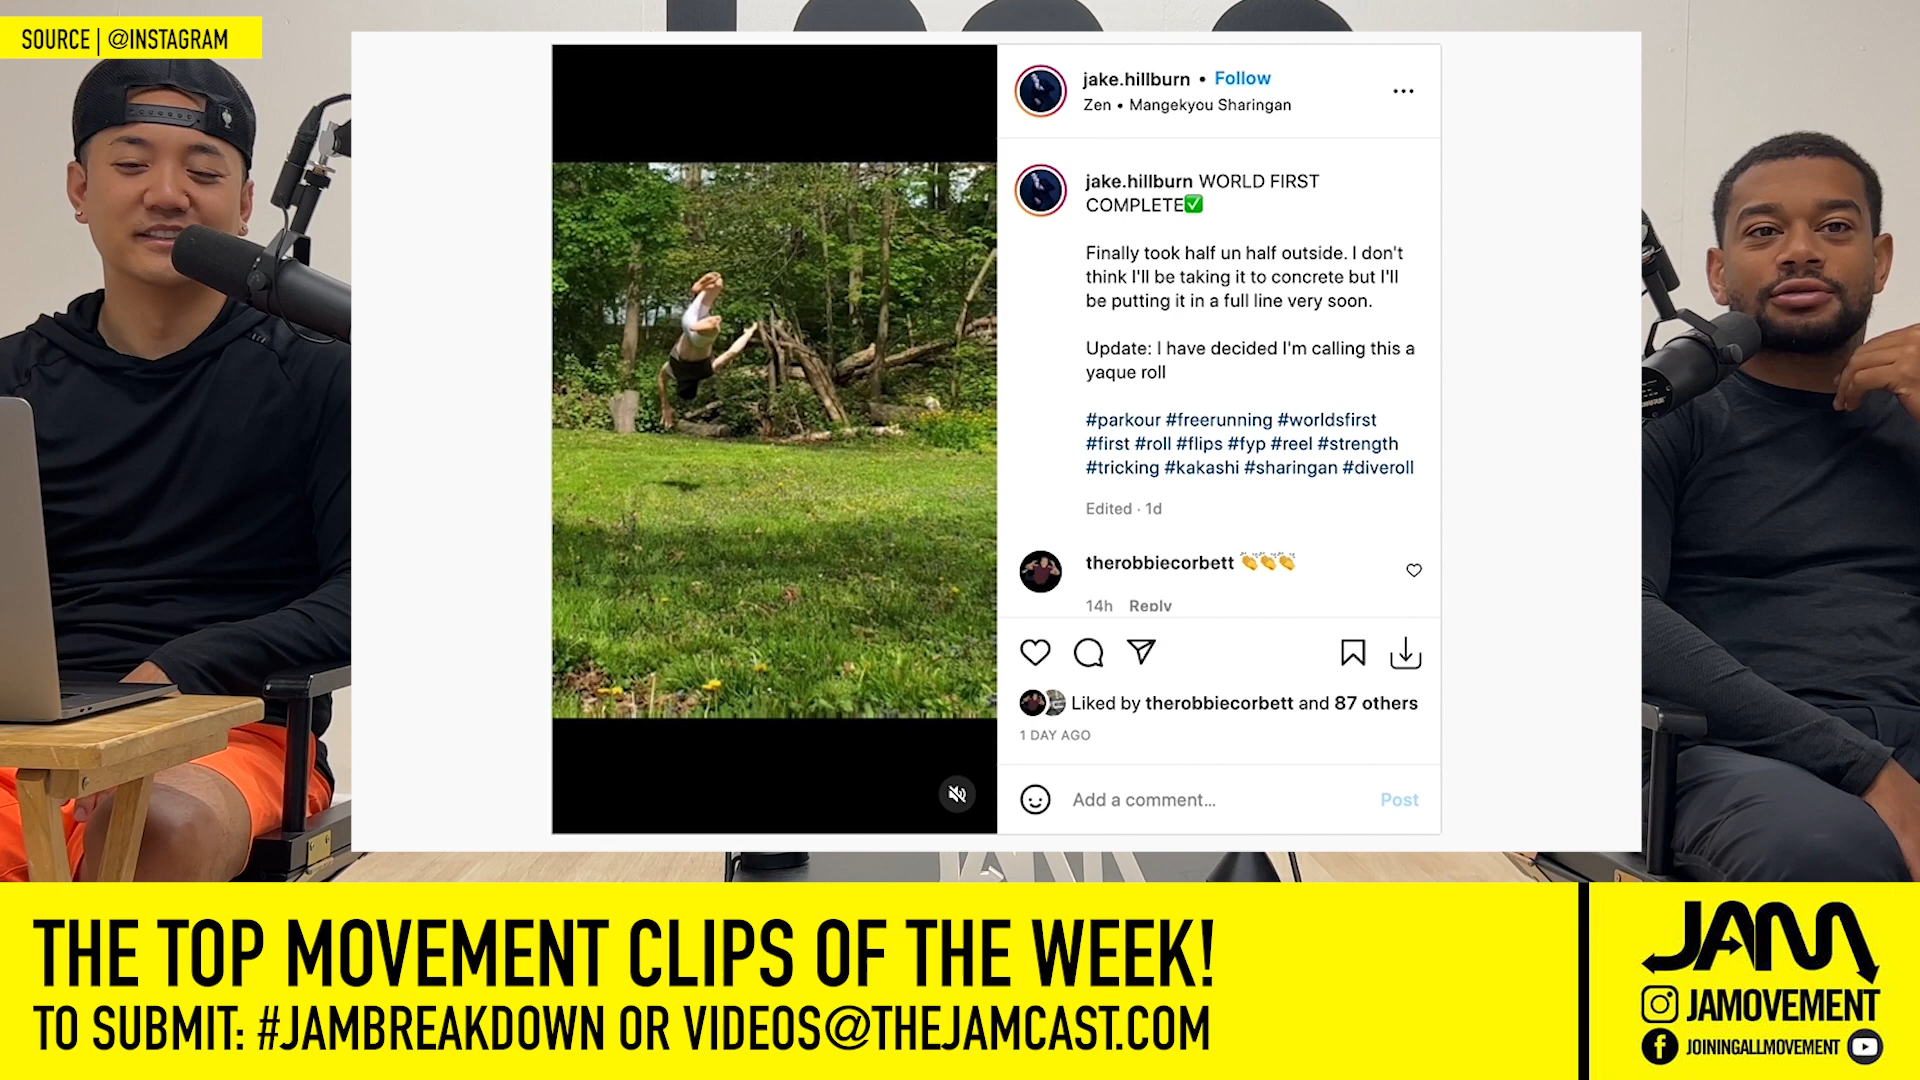 SOURCE | @INSTAGRAM
jake.hillburn • Follow
Zen • Mangekyou Sharingan
jake.hillburn WORLD FIRST
COMPLETE✅
Finally took half un half outside. I don't
think I'll be taking it to concrete but I'll
be putting it in a full line very soon.
Update: I have decided I'm calling this a
yaque roll
#parkour #freerunning #worldsfirst
#first #roll #flips #fyp #reel #strength
#tricking #kakashi #sharingan #diveroll
Edited · 1d
therobbiecorbett 👏👏👏
14h Reply
Liked by therobbiecorbett and 87 others
1 DAY AGO
Add a comment...
Post
THE TOP MOVEMENT CLIPS OF THE WEEK!
TO SUBMIT: #JAMBREAKDOWN OR VIDEOS@THEJAMCAST.COM
JAM
JAMOVEMENT
JOININGALLMOVEMENT